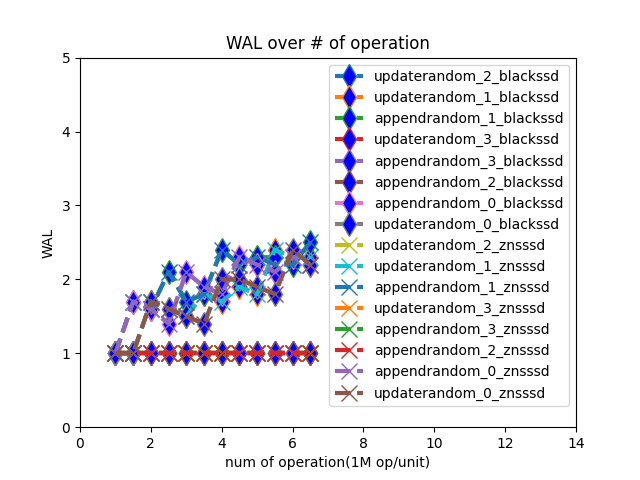 WAL over # of operation
5
4
3
2
1
0
WAL
0 2 4 6 8 10 12 14
num of operation(1M op/unit)
updaterandom_2_blackssd
updaterandom_1_blackssd
appendrandom_1_blackssd
updaterandom_3_blackssd
appendrandom_3_blackssd
appendrandom_2_blackssd
appendrandom_0_blackssd
updaterandom_0_blackssd
updaterandom_2_znsssd
updaterandom_1_znsssd
appendrandom_1_znsssd
updaterandom_3_znsssd
appendrandom_3_znsssd
appendrandom_2_znsssd
appendrandom_0_znsssd
updaterandom_0_znsssd